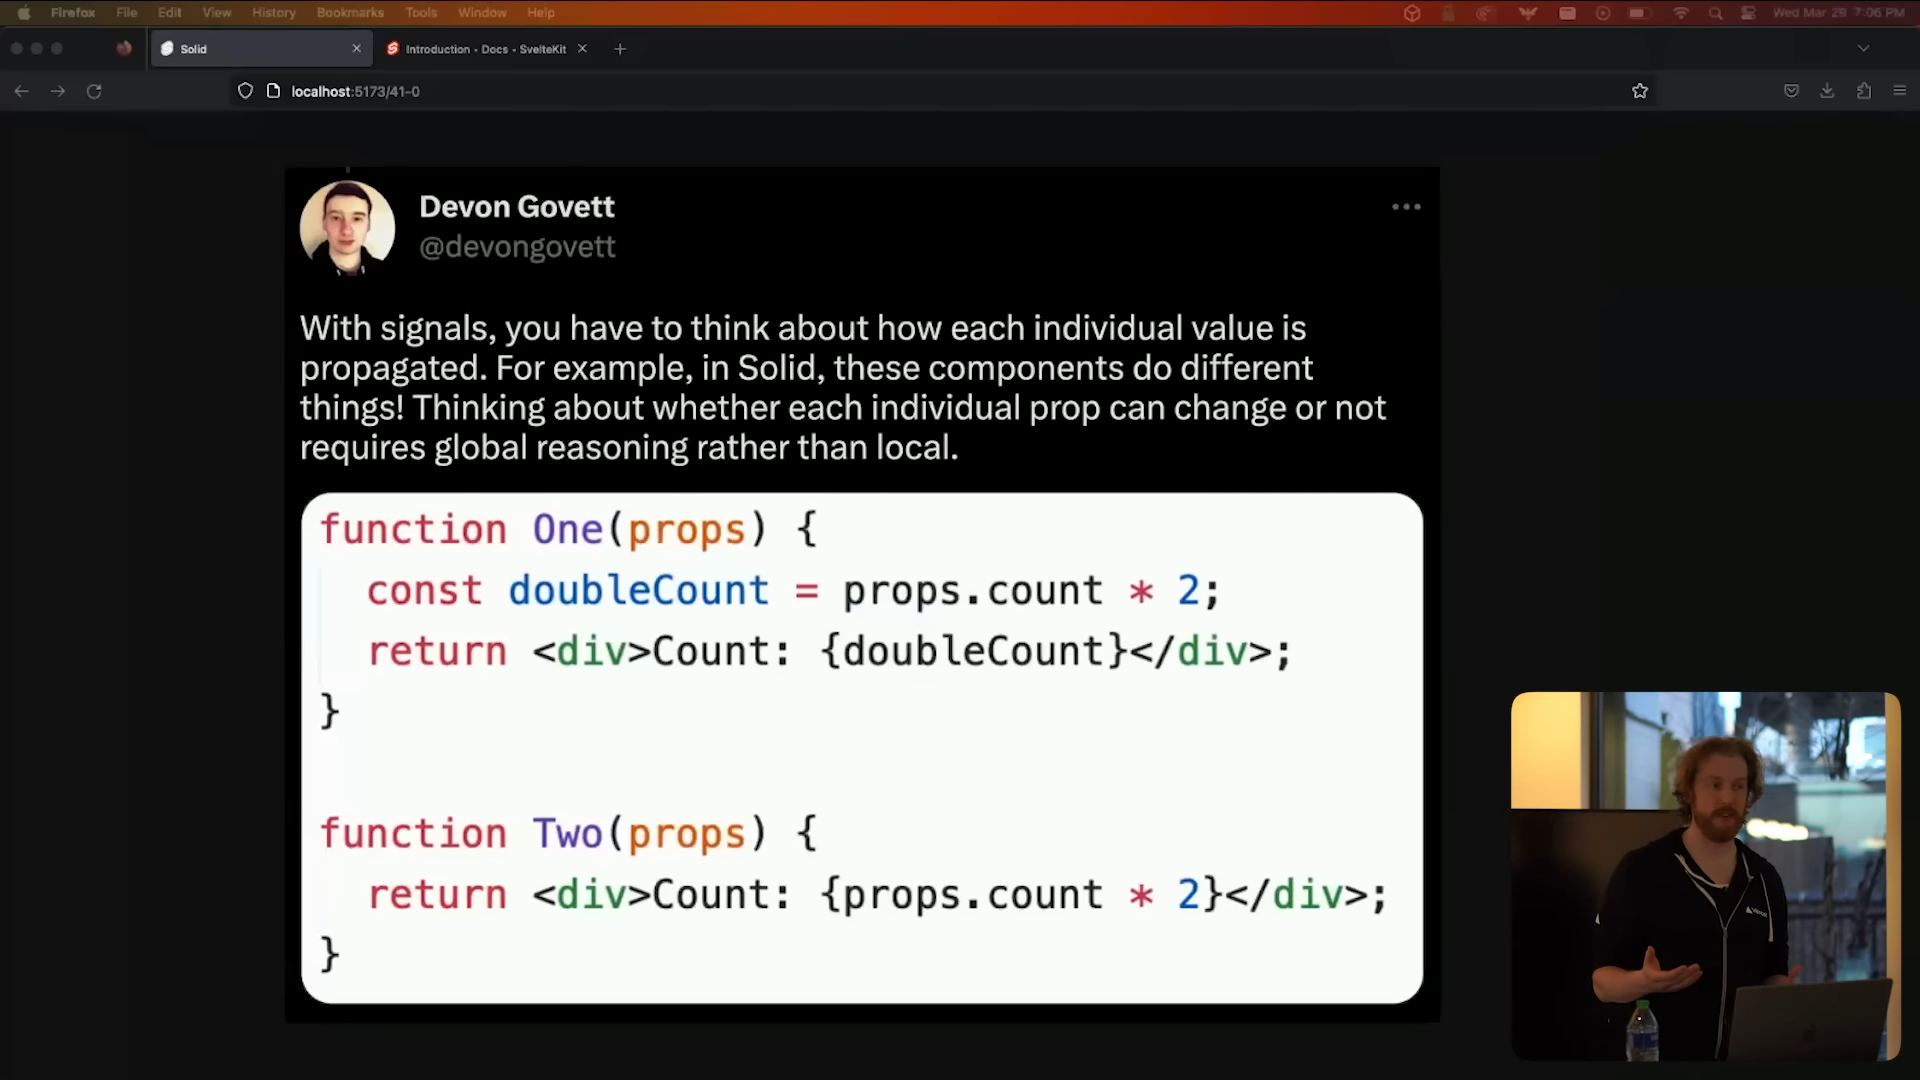 Firefox File Edit View History Bookmarks Tools Window Help Wed Mar 29 7:06 PM
Solid Introduction - Docs - SvelteKit
localhost:5173/41-0
Devon Govett
@devongovett
With signals, you have to think about how each individual value is
propagated. For example, in Solid, these components do different
things! Thinking about whether each individual prop can change or not
requires global reasoning rather than local.
function One(props) {
const doubleCount = props.count * 2;
return <div>Count: {doubleCount}</div>;
}
function Two(props) {
return <div>Count: {props.count * 2}</div>;
}